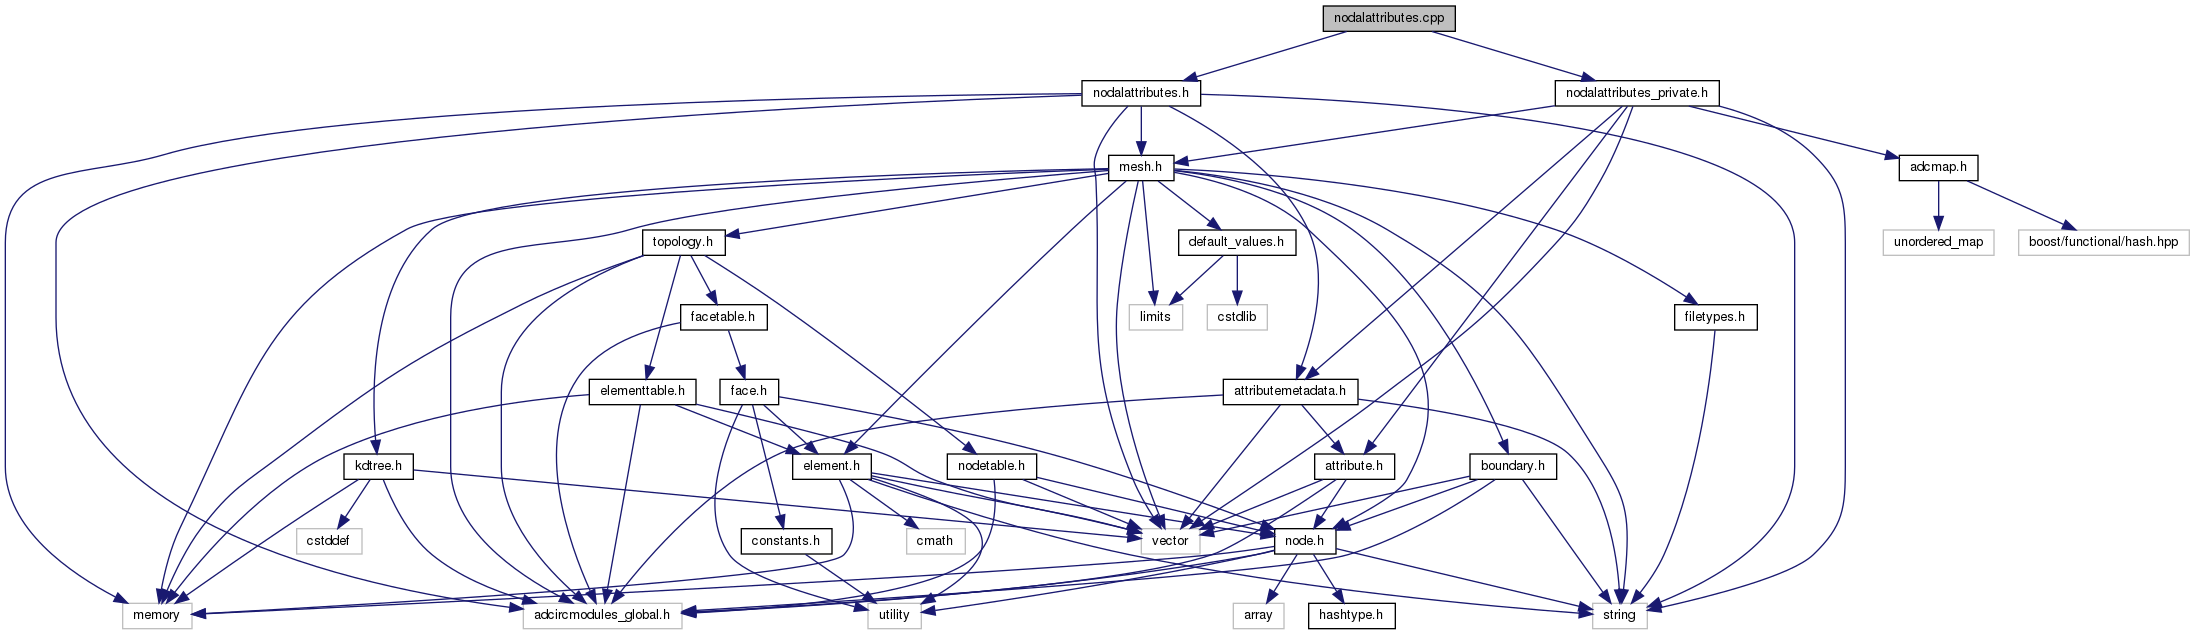 nodalattributes.cpp
nodalattributes.h
nodalattributes_private.h
mesh.h
adcmap.h
topology.h
default_values.h
unordered_map
boost/functional/hash.hpp
facetable.h
limits
cstdlib
filetypes.h
elementtable.h
face.h
attributemetadata.h
kdtree.h
element.h
nodetable.h
attribute.h
boundary.h
cstddef
constants.h
cmath
vector
node.h
memory
adcircmodules_global.h
utility
array
hashtype.h
string